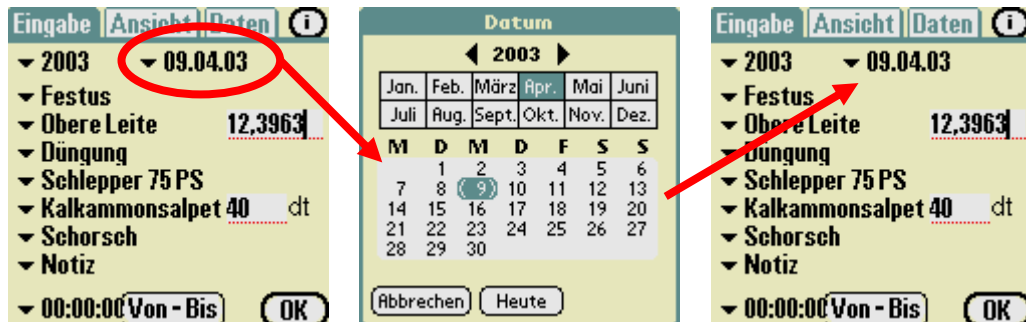 Eingabe Ansicht Daten i
2003 09.04.03
Festus
Obere Leite 12,3963
Düngung
Schlepper 75 PS
Kalkammonsalpet 40 dt
Schorsch
Notiz
00:00:00 Von - Bis OK
Datum
2003
Jan. Feb. März Apr. Mai Juni
Juli Aug. Sept. Okt. Nov. Dez.
M D M D F S S
1 2 3 4 5 6
7 8 9 10 11 12 13
14 15 16 17 18 19 20
21 22 23 24 25 26 27
28 29 30
Abbrechen Heute
Eingabe Ansicht Daten i
2003 09.04.03
Festus
Obere Leite 12,3963
Düngung
Schlepper 75 PS
Kalkammonsalpet 40 dt
Schorsch
Notiz
00:00:00 Von - Bis OK